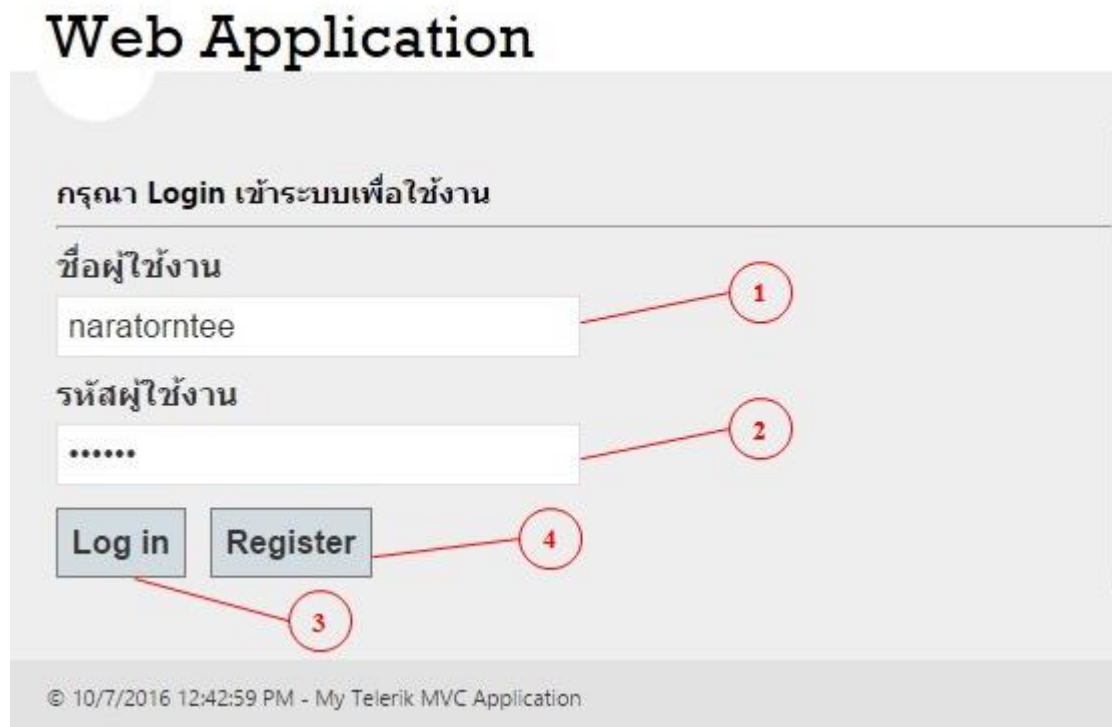 Web Application
กรุณา Login เข้าระบบเพื่อใช้งาน
ชื่อผู้ใช้งาน
1
naratorntee
รหัสผู้ใช้งาน
2
••••••
Log in
Register
4
3
© 10/7/2016 12:42:59 PM - My Telerik MVC Application